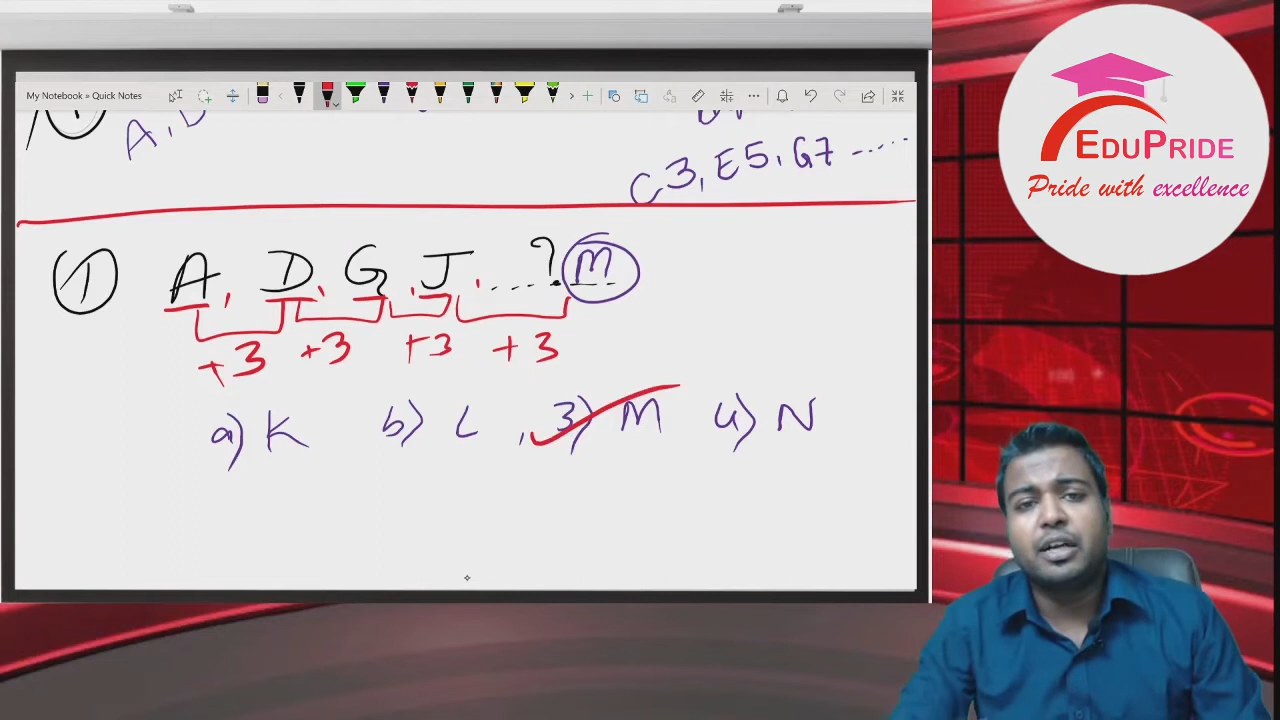 My Notebook » Quick Notes
A, D
C3, E5, G7 .....
① A, D, G, J, ....? M
+3 +3 +3 +3
a) K b) L , 3) M 4) N
EDUPRIDE
Pride with excellence